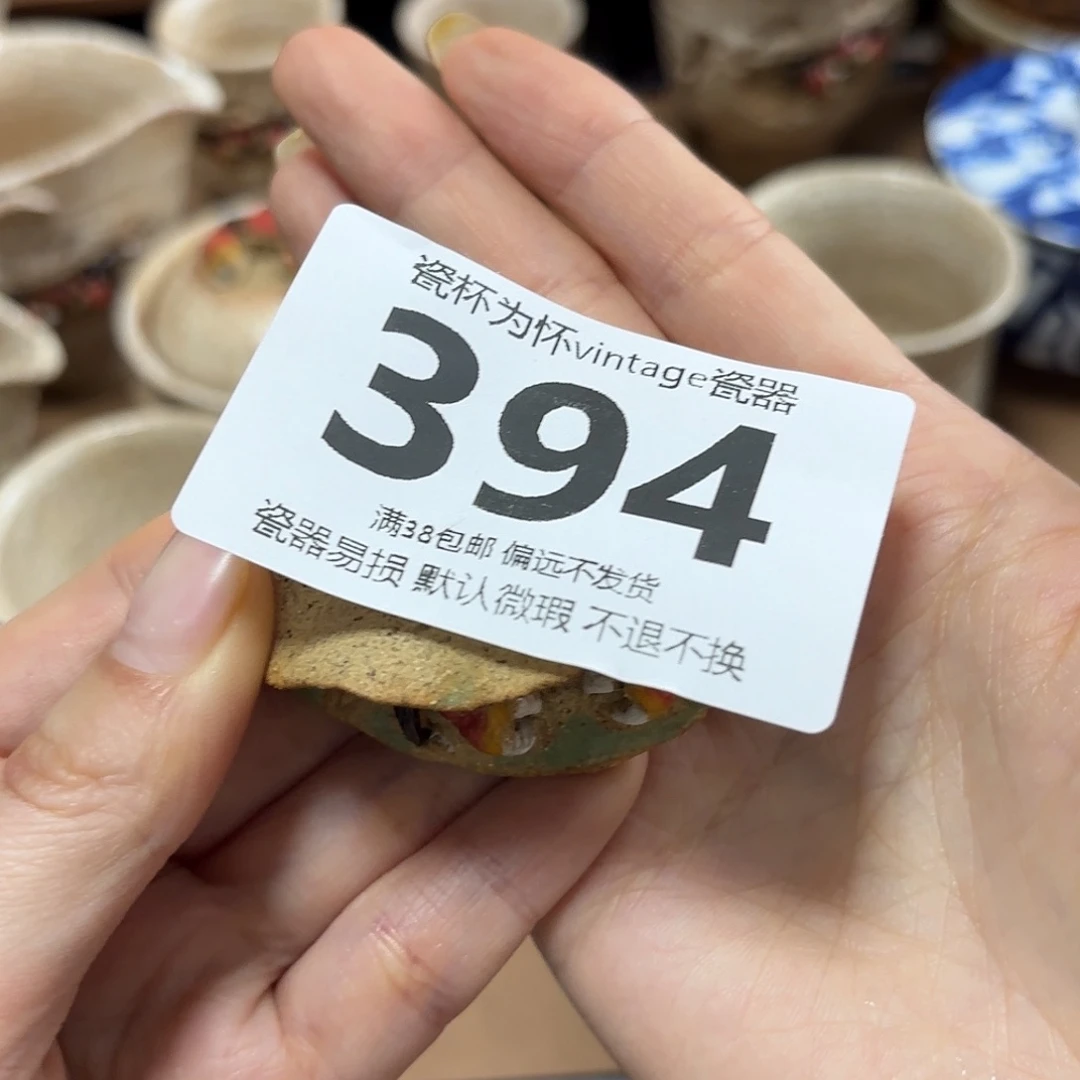 瓷杯为怀vintage瓷器
394
满38包邮 偏远不发货
瓷器易损 默认微瑕 不退不换